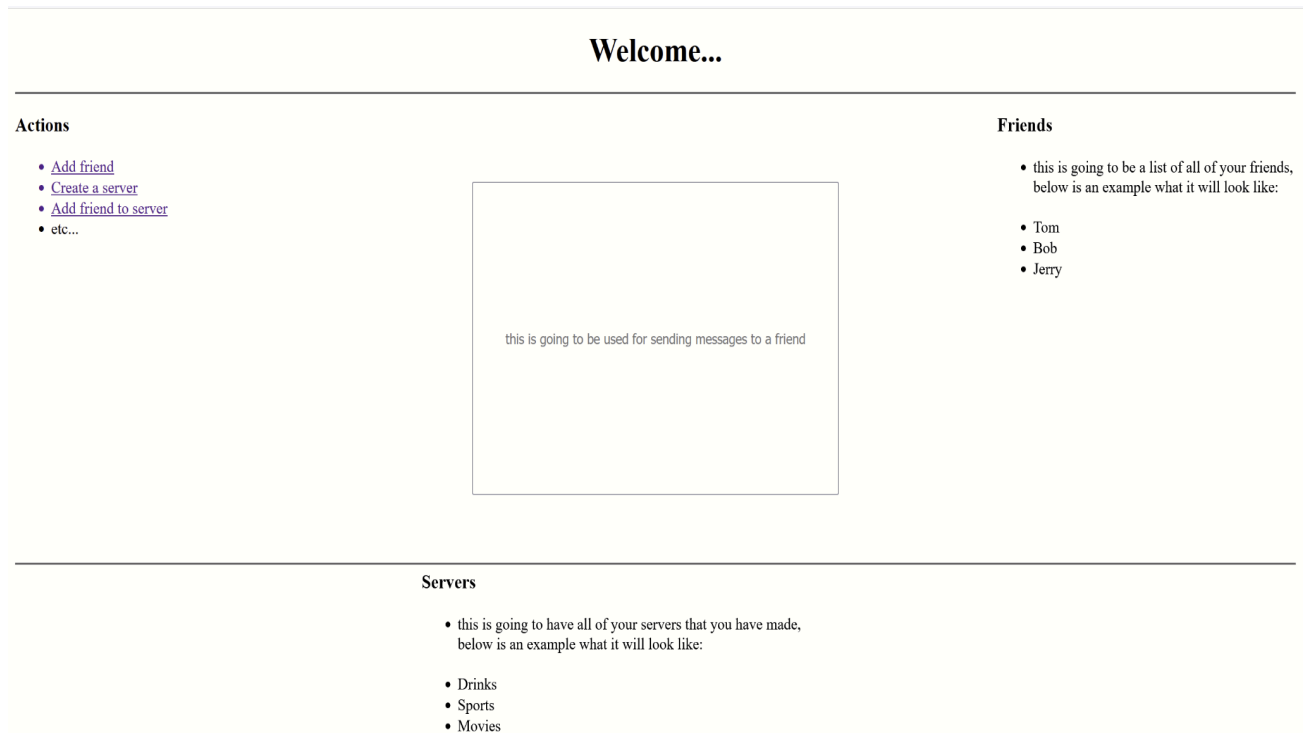 Welcome...
Actions
Add friend
Create a server
Add friend to server
etc...
this is going to be used for sending messages to a friend
Friends
this is going to be a list of all of your friends,
below is an example what it will look like:
Tom
Bob
Jerry
Servers
this is going to have all of your servers that you have made,
below is an example what it will look like:
Drinks
Sports
Movies